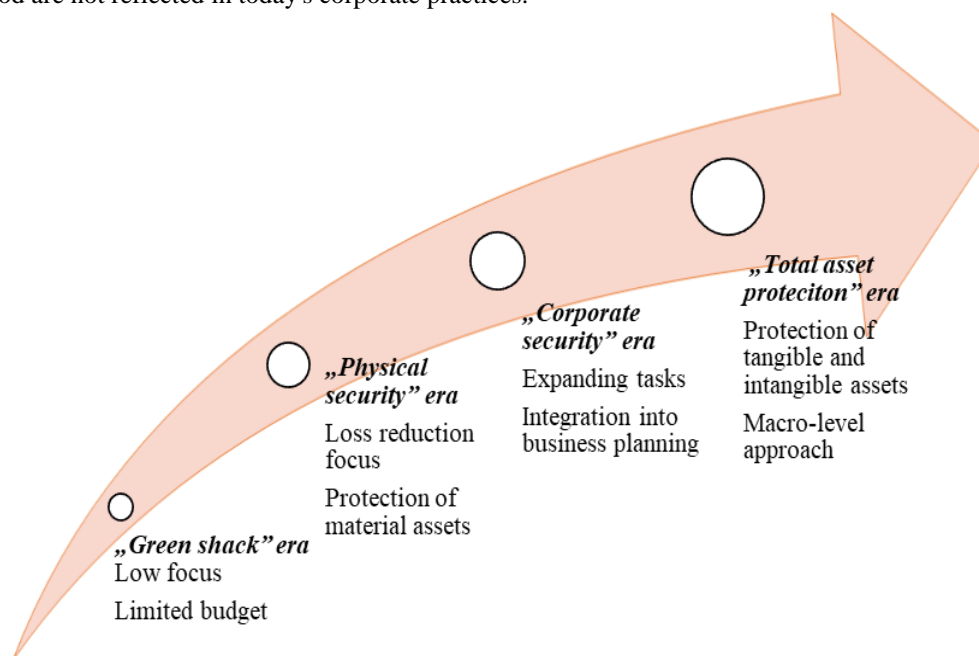 od are not reflected in today's corporate practices.
„Green shack” era
Low focus
Limited budget
„Physical
security” era
Loss reduction
focus
Protection of
material assets
„Corporate
security” era
Expanding tasks
Integration into
business planning
„Total asset
proteciton” era
Protection of
tangible and
intangible assets
Macro-level
approach